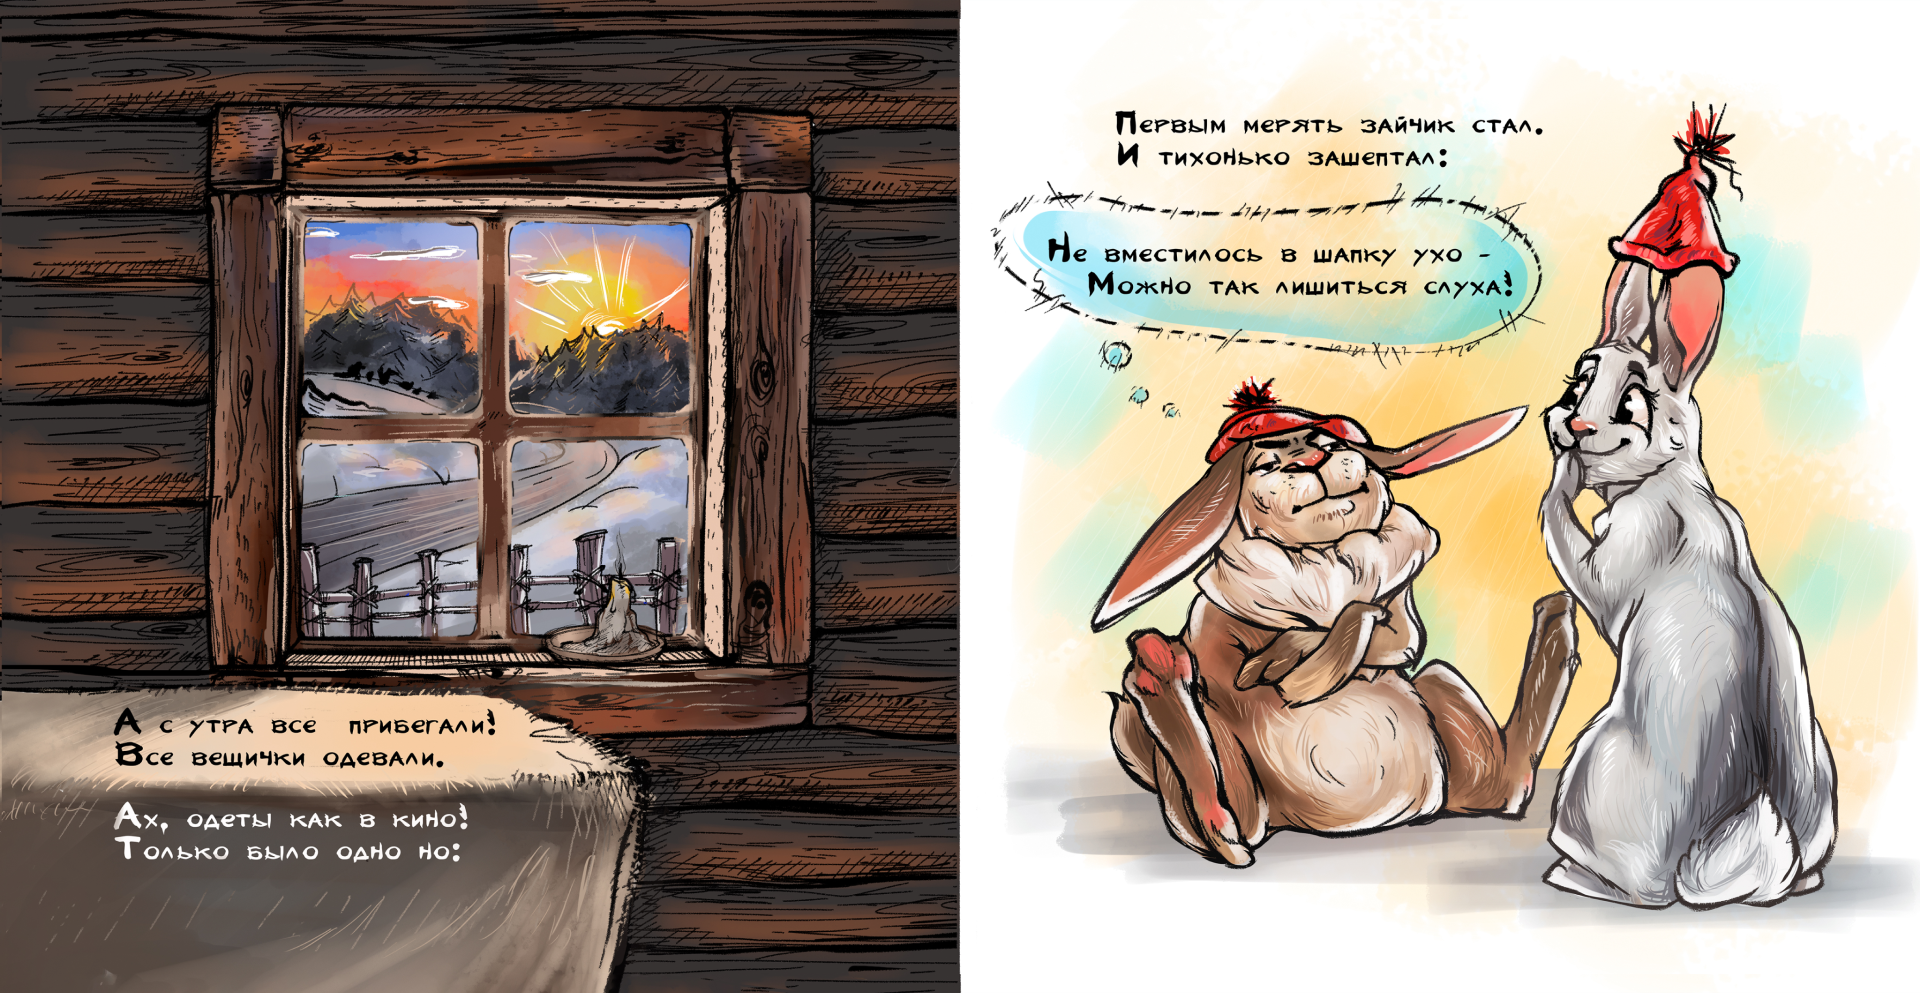 А с утра все прибегали!
Все вещички одевали.
Ах, одеты как в кино!
Только было одно но:
Первым мерять зайчик стал.
И тихонько зашептал:
Не вместилось в шапку ухо -
Можно так лишиться слуха!